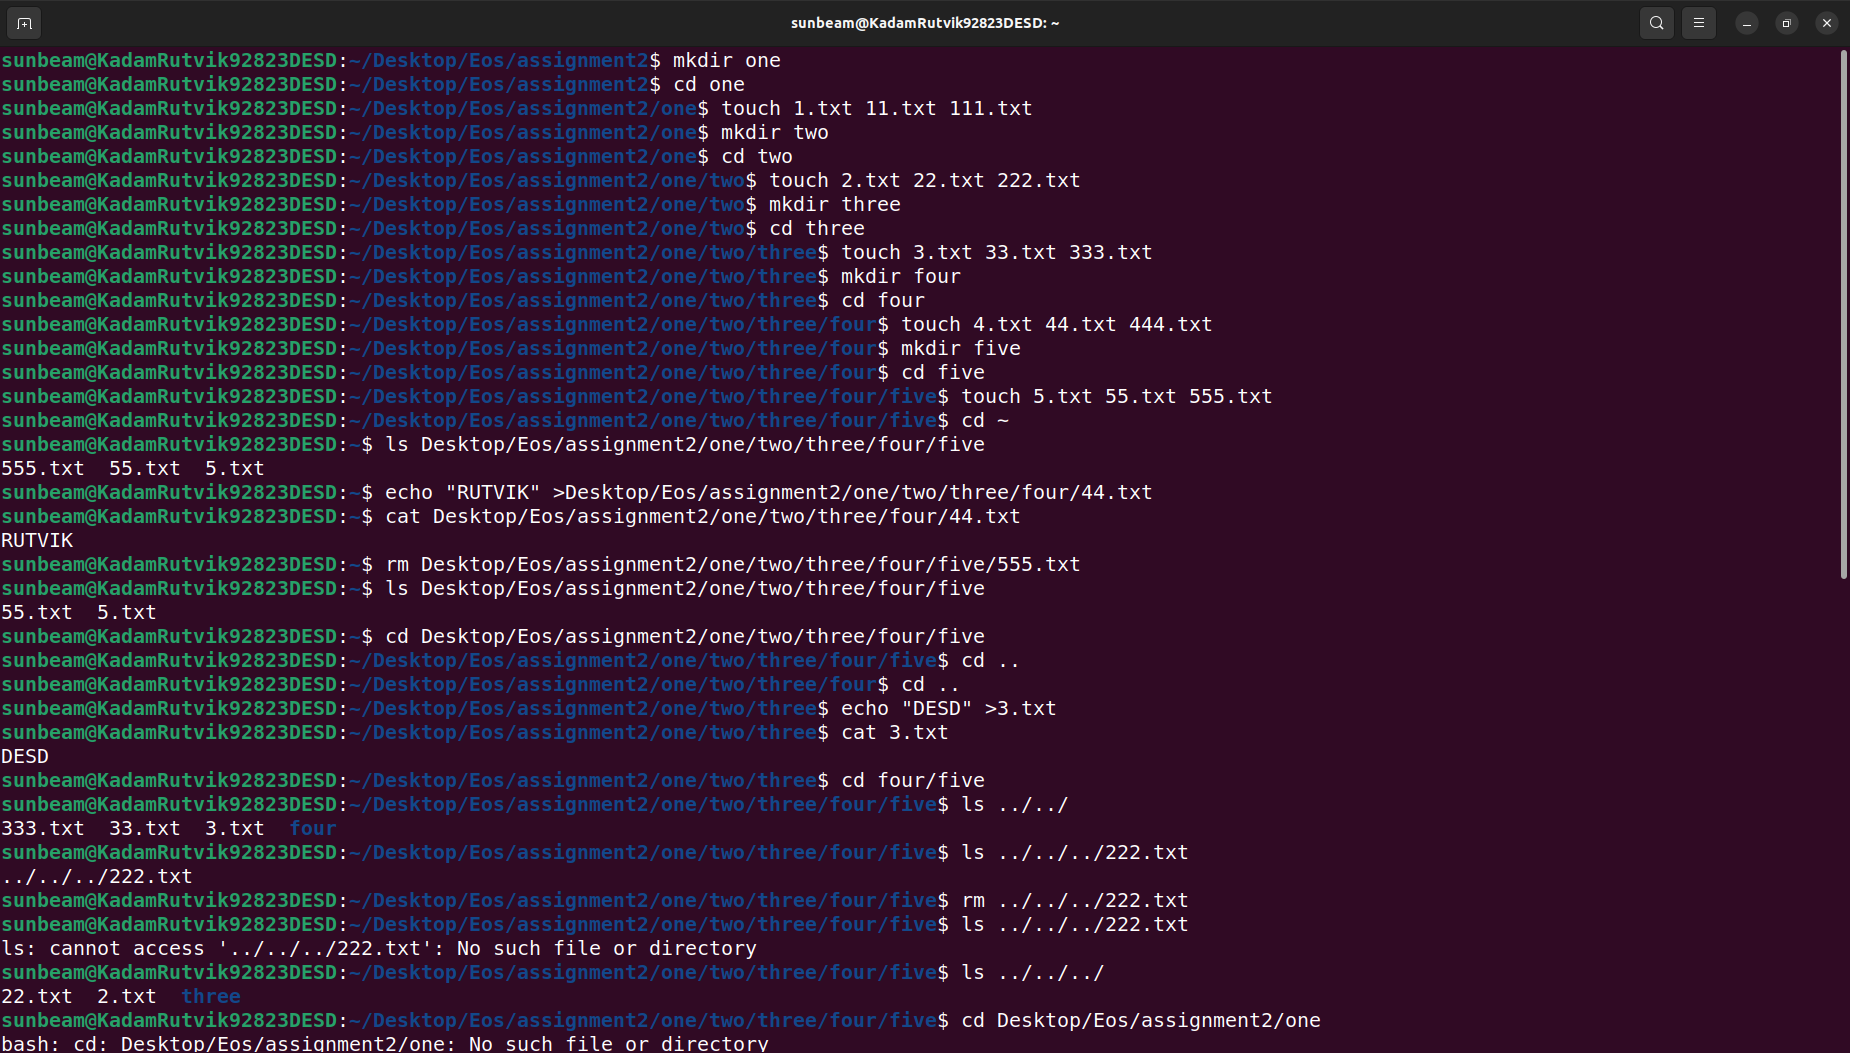 sunbeam@KadamRutvik92823DESD: ~
sunbeam@KadamRutvik92823DESD:~/Desktop/Eos/assignment2$ mkdir one
sunbeam@KadamRutvik92823DESD:~/Desktop/Eos/assignment2$ cd one
sunbeam@KadamRutvik92823DESD:~/Desktop/Eos/assignment2/one$ touch 1.txt 11.txt 111.txt
sunbeam@KadamRutvik92823DESD:~/Desktop/Eos/assignment2/one$ mkdir two
sunbeam@KadamRutvik92823DESD:~/Desktop/Eos/assignment2/one$ cd two
sunbeam@KadamRutvik92823DESD:~/Desktop/Eos/assignment2/one/two$ touch 2.txt 22.txt 222.txt
sunbeam@KadamRutvik92823DESD:~/Desktop/Eos/assignment2/one/two$ mkdir three
sunbeam@KadamRutvik92823DESD:~/Desktop/Eos/assignment2/one/two$ cd three
sunbeam@KadamRutvik92823DESD:~/Desktop/Eos/assignment2/one/two/three$ touch 3.txt 33.txt 333.txt
sunbeam@KadamRutvik92823DESD:~/Desktop/Eos/assignment2/one/two/three$ mkdir four
sunbeam@KadamRutvik92823DESD:~/Desktop/Eos/assignment2/one/two/three$ cd four
sunbeam@KadamRutvik92823DESD:~/Desktop/Eos/assignment2/one/two/three/four$ touch 4.txt 44.txt 444.txt
sunbeam@KadamRutvik92823DESD:~/Desktop/Eos/assignment2/one/two/three/four$ mkdir five
sunbeam@KadamRutvik92823DESD:~/Desktop/Eos/assignment2/one/two/three/four$ cd five
sunbeam@KadamRutvik92823DESD:~/Desktop/Eos/assignment2/one/two/three/four/five$ touch 5.txt 55.txt 555.txt
sunbeam@KadamRutvik92823DESD:~/Desktop/Eos/assignment2/one/two/three/four/five$ cd ~
sunbeam@KadamRutvik92823DESD:~$ ls Desktop/Eos/assignment2/one/two/three/four/five
555.txt  55.txt  5.txt
sunbeam@KadamRutvik92823DESD:~$ echo "RUTVIK" >Desktop/Eos/assignment2/one/two/three/four/44.txt
sunbeam@KadamRutvik92823DESD:~$ cat Desktop/Eos/assignment2/one/two/three/four/44.txt
RUTVIK
sunbeam@KadamRutvik92823DESD:~$ rm Desktop/Eos/assignment2/one/two/three/four/five/555.txt
sunbeam@KadamRutvik92823DESD:~$ ls Desktop/Eos/assignment2/one/two/three/four/five
55.txt  5.txt
sunbeam@KadamRutvik92823DESD:~$ cd Desktop/Eos/assignment2/one/two/three/four/five
sunbeam@KadamRutvik92823DESD:~/Desktop/Eos/assignment2/one/two/three/four/five$ cd ..
sunbeam@KadamRutvik92823DESD:~/Desktop/Eos/assignment2/one/two/three/four$ cd ..
sunbeam@KadamRutvik92823DESD:~/Desktop/Eos/assignment2/one/two/three$ echo "DESD" >3.txt
sunbeam@KadamRutvik92823DESD:~/Desktop/Eos/assignment2/one/two/three$ cat 3.txt
DESD
sunbeam@KadamRutvik92823DESD:~/Desktop/Eos/assignment2/one/two/three$ cd four/five
sunbeam@KadamRutvik92823DESD:~/Desktop/Eos/assignment2/one/two/three/four/five$ ls ../../
333.txt  33.txt  3.txt  four
sunbeam@KadamRutvik92823DESD:~/Desktop/Eos/assignment2/one/two/three/four/five$ ls ../../../222.txt
../../../222.txt
sunbeam@KadamRutvik92823DESD:~/Desktop/Eos/assignment2/one/two/three/four/five$ rm ../../../222.txt
sunbeam@KadamRutvik92823DESD:~/Desktop/Eos/assignment2/one/two/three/four/five$ ls ../../../222.txt
ls: cannot access '../../../222.txt': No such file or directory
sunbeam@KadamRutvik92823DESD:~/Desktop/Eos/assignment2/one/two/three/four/five$ ls ../../../
22.txt  2.txt  three
sunbeam@KadamRutvik92823DESD:~/Desktop/Eos/assignment2/one/two/three/four/five$ cd Desktop/Eos/assignment2/one
bash: cd: Desktop/Eos/assignment2/one: No such file or directory